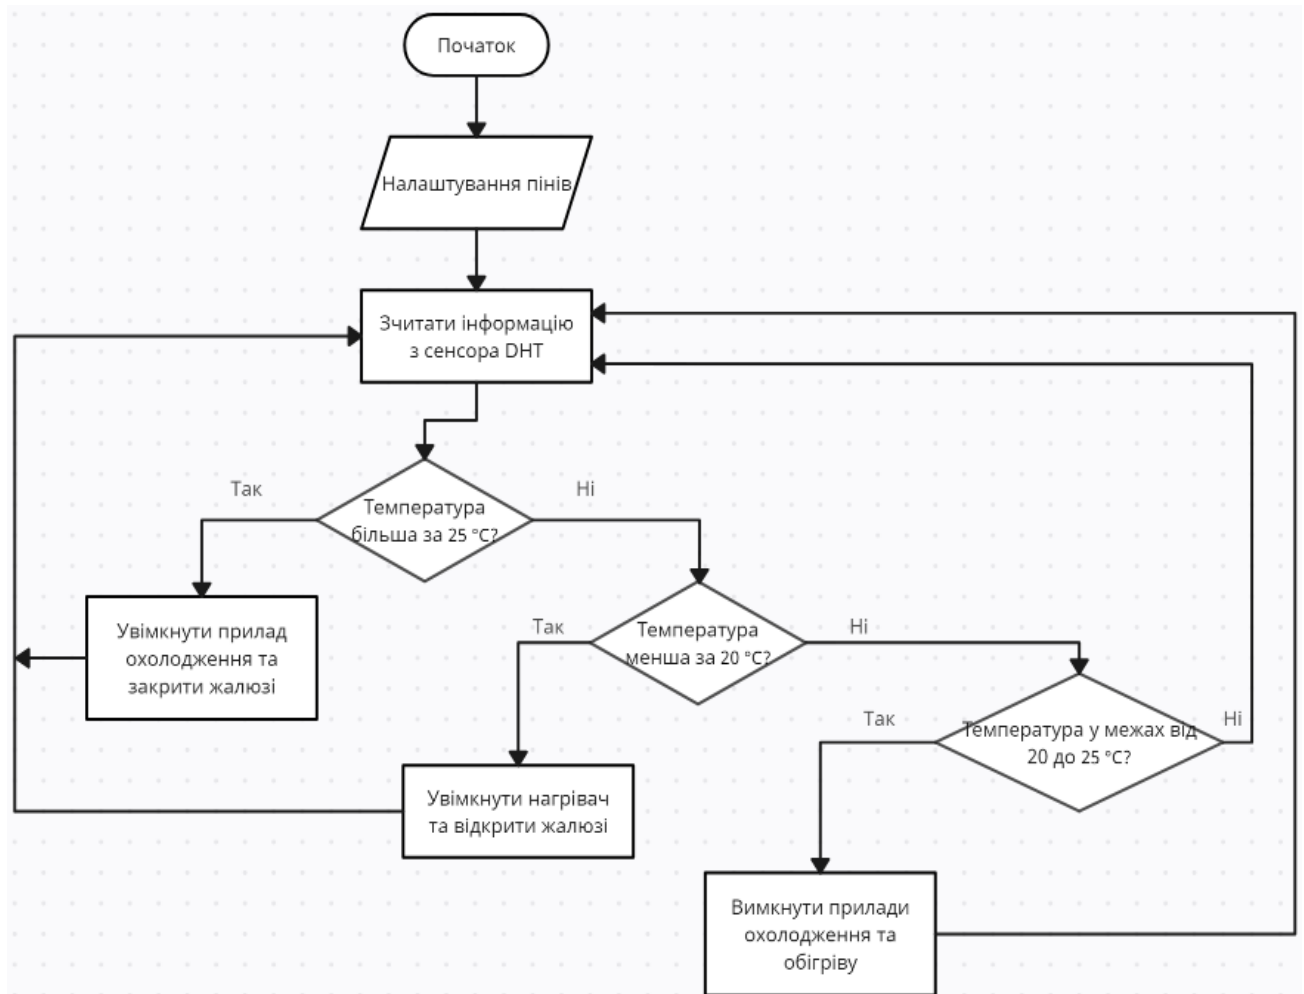 Початок
Налаштування пінів
Зчитати інформацію
з сенсора DHT
Так
Ні
Температура
більша за 25 °C?
Увімкнути прилад
охолодження та
закрити жалюзі
Так
Ні
Температура
менша за 20 °C?
Так
Ні
Температура у межах від
20 до 25 °C?
Увімкнути нагрівач
та відкрити жалюзі
Вимкнути прилади
охолодження та
обігріву